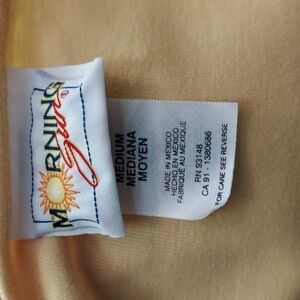 MORNING
Sun®
MEDIUM
MEDIANA
MOYEN
MADE IN MEXICO
HECHO EN MEXICO
FABRIQUÉ AU MEXIQUE
RN 93148
CA 91-1380686
FOR CARE SEE REVERSE